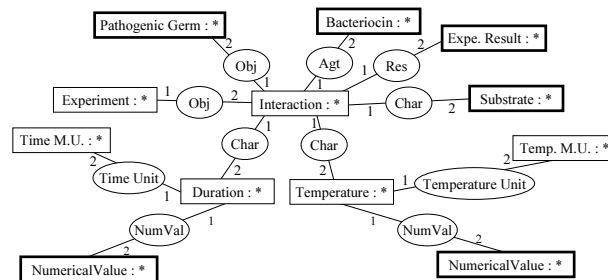 Pathogenic Germ : *
Bacteriocin : *
Expe. Result : *
2
2
2
Obj
Agt
Res
1
1
1
Experiment : *
1
Obj
2
Interaction : *
1
Char
2
Substrate : *
1
1
Time M.U. : *
Char
Char
Temp. M.U. : *
2
2
2
2
Time Unit
1
Duration : *
Temperature : *
1
Temperature Unit
1
1
NumVal
NumVal
2
2
NumericalValue : *
NumericalValue : *